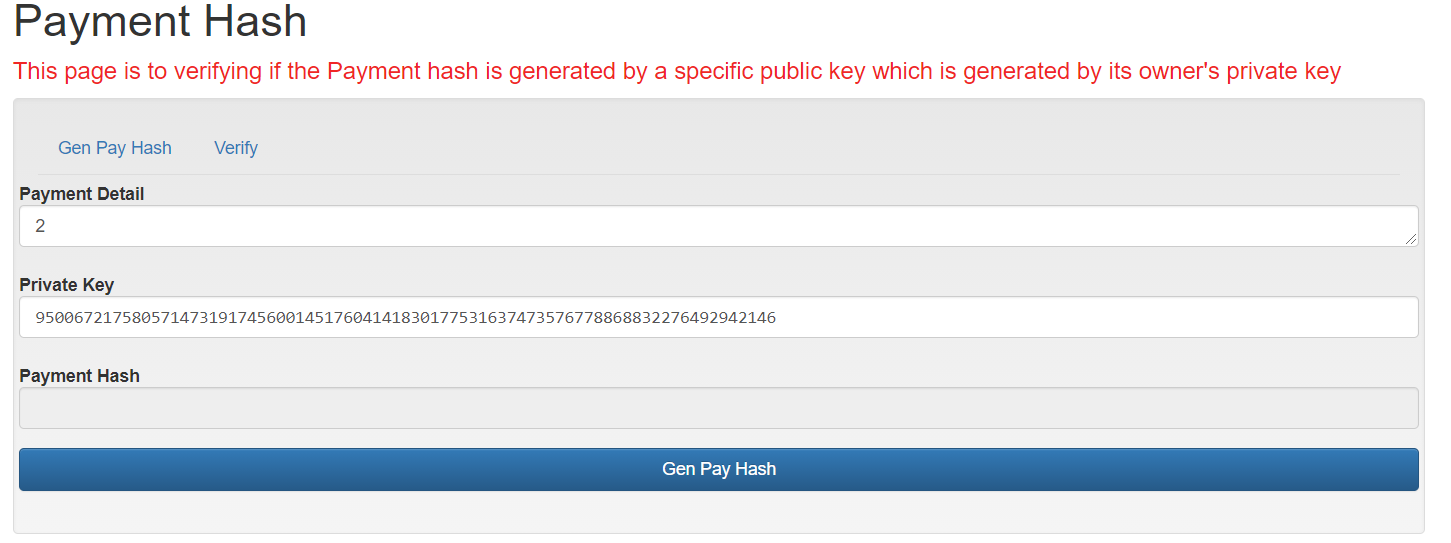 Payment Hash
This page is to verifying if the Payment hash is generated by a specific public key which is generated by its owner's private key
Gen Pay Hash Verify
Payment Detail
2
Private Key
95006721758057147319174560014517604141830177531637473576778868832276492942146
Payment Hash
Gen Pay Hash